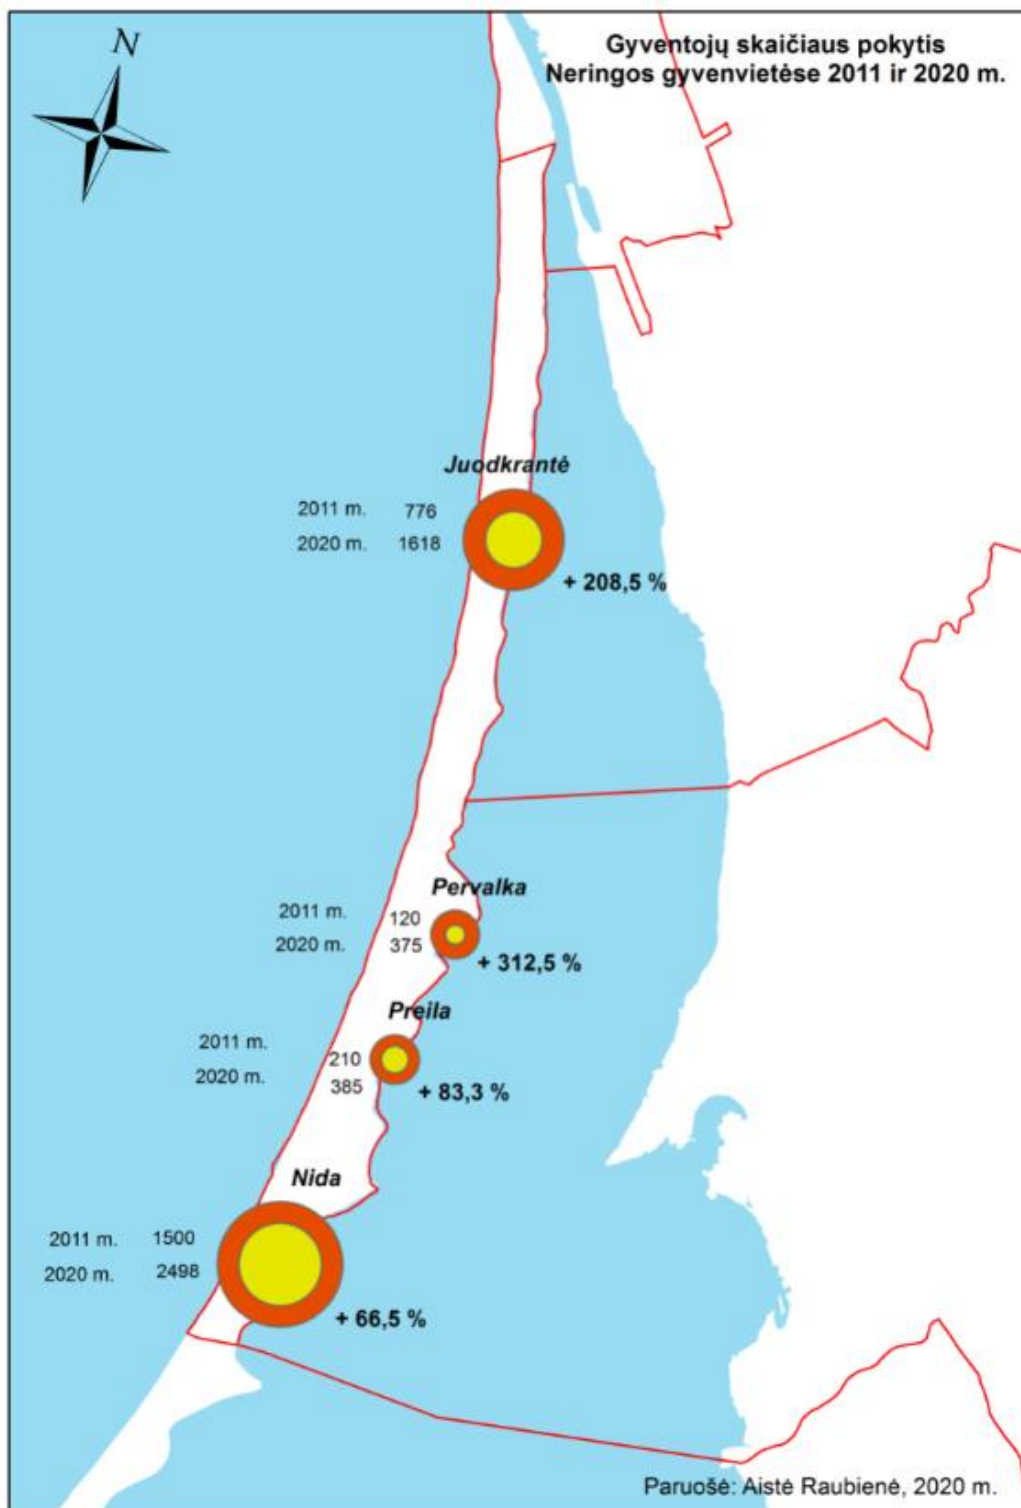 N
Gyventojų skaičiaus pokytis
Neringos gyvenvietėse 2011 ir 2020 m.
Juodkrantė
2011 m. 776
2020 m. 1618
+ 208,5 %
Pervalka
2011 m. 120
2020 m. 375
+ 312,5 %
Preila
2011 m. 210
2020 m. 385
+ 83,3 %
Nida
2011 m. 1500
2020 m. 2498
+ 66,5 %
Paruošė: Aistė Raubienė, 2020 m.